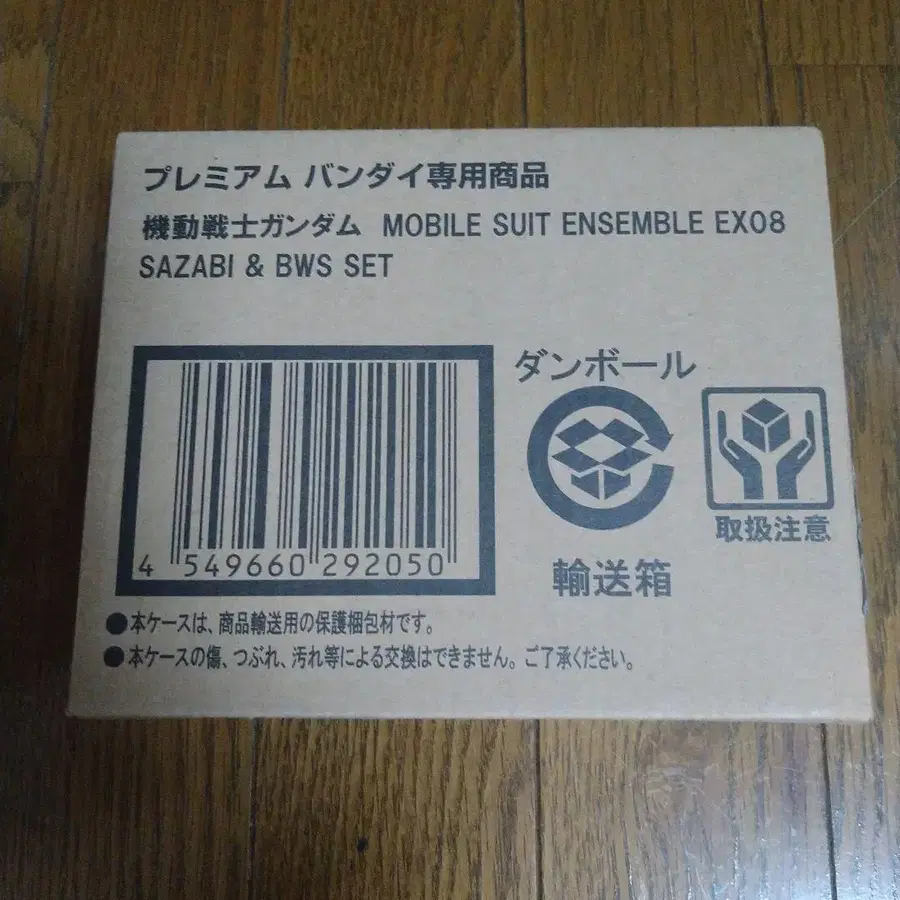 プレミアム バンダイ専用商品
機動戦士ガンダム MOBILE SUIT ENSEMBLE EX08
SAZABI & BWS SET
ダンボール
取扱注意
4 549660 292050
輸送箱
●本ケースは、商品輸送用の保護梱包材です。
●本ケースの傷、つぶれ、汚れ等による交換はできません。ご了承ください。